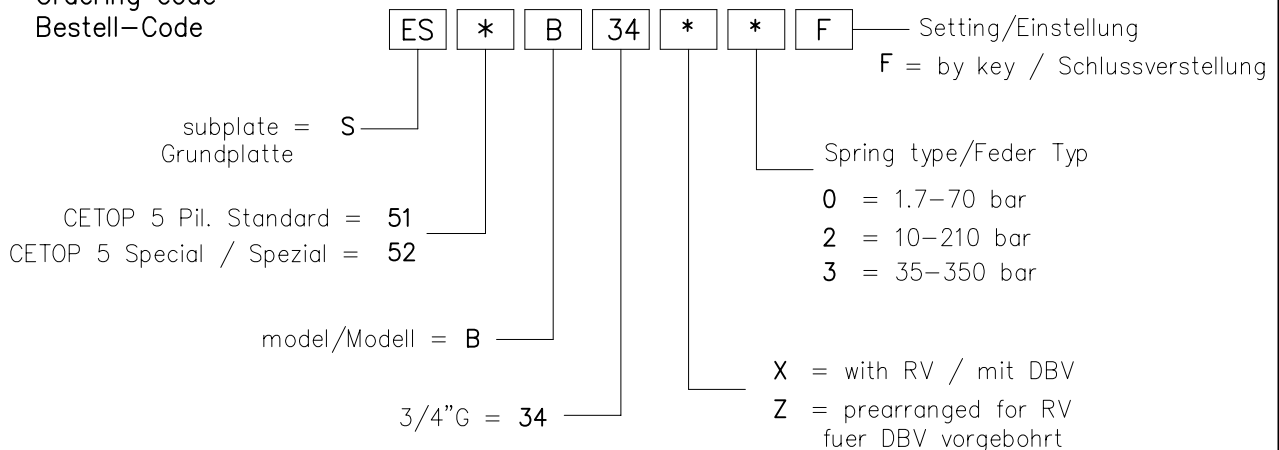 Ordering code
Bestell-Code
ES * B 34 * * F
Setting/Einstellung
F = by key / Schlussverstellung
subplate = S
Grundplatte
Spring type/Feder Typ
0 = 1.7-70 bar
2 = 10-210 bar
3 = 35-350 bar
CETOP 5 Pil. Standard = 51
CETOP 5 Special / Spezial = 52
model/Modell = B
X = with RV / mit DBV
Z = prearranged for RV
fuer DBV vorgebohrt
3/4"G = 34